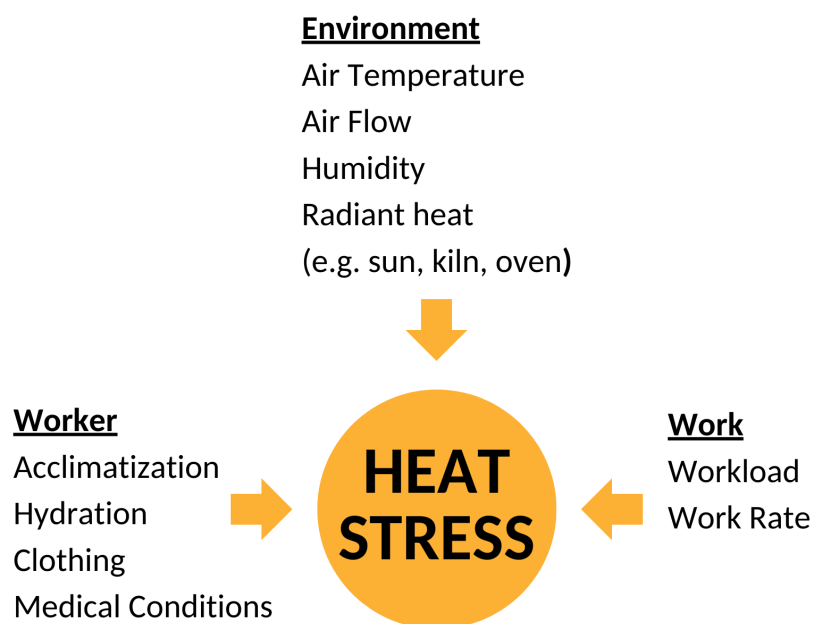 Environment
Air Temperature
Air Flow
Humidity
Radiant heat
(e.g. sun, kiln, oven)
Worker
Acclimatization
Hydration
Clothing
Medical Conditions
HEAT
STRESS
Work
Workload
Work Rate